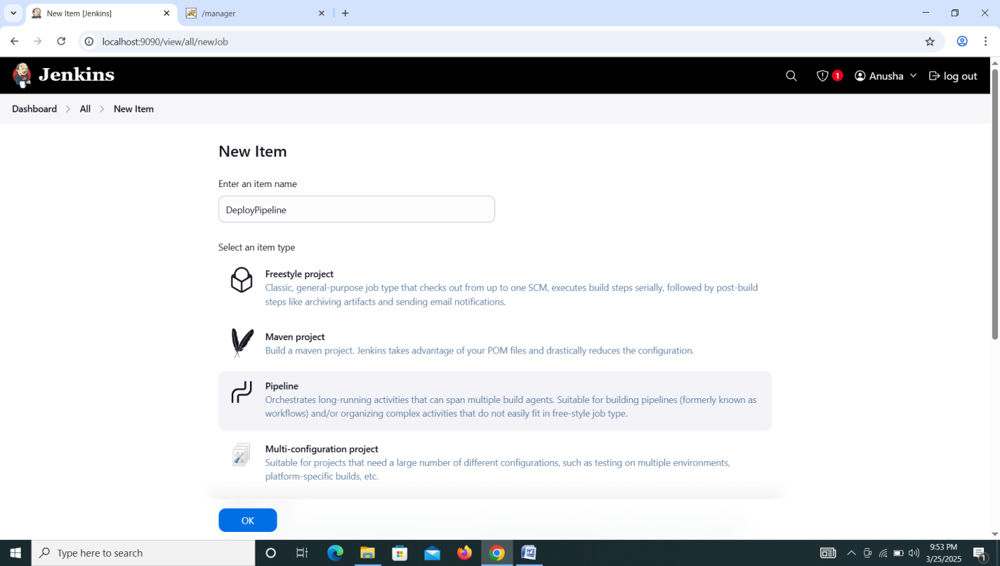 New Item [Jenkins]
/manager
localhost:9090/view/all/newJob
Jenkins
1
Anusha
log out
Dashboard
All
New Item
New Item
Enter an item name
DeployPipeline
Select an item type
Freestyle project
Classic, general-purpose job type that checks out from up to one SCM, executes build steps serially, followed by post-build
steps like archiving artifacts and sending email notifications.
Maven project
Build a maven project. Jenkins takes advantage of your POM files and drastically reduces the configuration.
Pipeline
Orchestrates long-running activities that can span multiple build agents. Suitable for building pipelines (formerly known as
workflows) and/or organizing complex activities that do not easily fit in free-style job type.
Multi-configuration project
Suitable for projects that need a large number of different configurations, such as testing on multiple environments,
platform-specific builds, etc.
OK
Type here to search
9:53 PM
3/25/2025
1